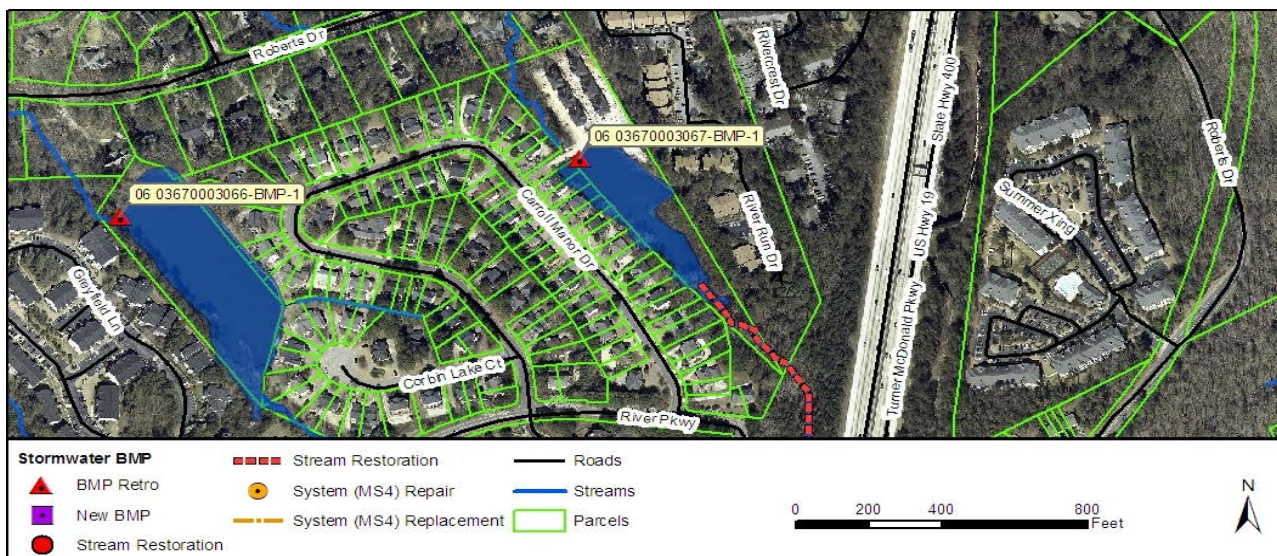 Roberts Dr
Rivercrest Dr
State Hwy 400
06 03670003067-BMP-1
Roberts Dr
06 03670003066-BMP-1
Carroll Manor Dr
Summer Xing
River Run Dr
US Hwy 19
Greyfield Ln
Corbin Lake Ct
Turner McDonald Pkwy
River Pkwy
Stormwater BMP
BMP Retro
New BMP
Stream Restoration
Stream Restoration
System (MS4) Repair
System (MS4) Replacement
Roads
Streams
Parcels
0 200 400 800
Feet
N